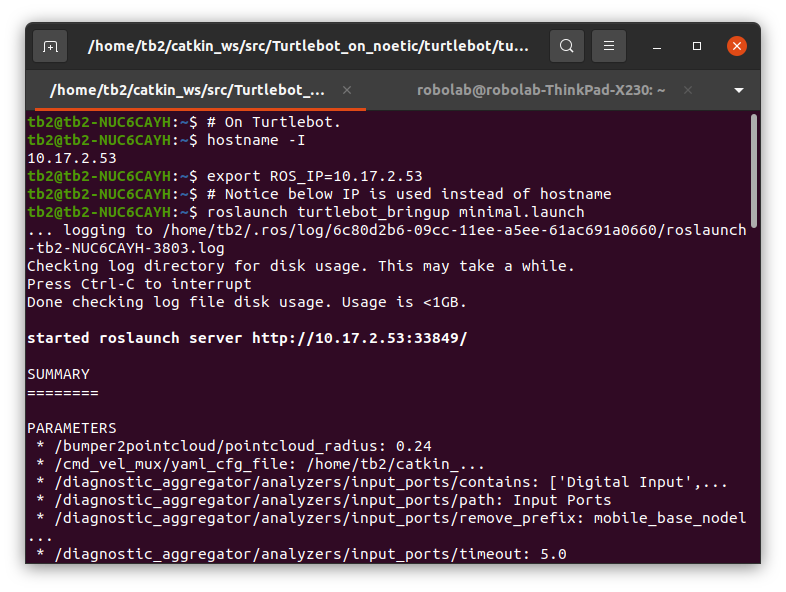 /home/tb2/catkin_ws/src/Turtlebot_on_noetic/turtlebot/tu...
/home/tb2/catkin_ws/src/Turtlebot_...
robolab@robolab-ThinkPad-X230: ~
tb2@tb2-NUC6CAYH:~$ # On Turtlebot.
tb2@tb2-NUC6CAYH:~$ hostname -I
10.17.2.53
tb2@tb2-NUC6CAYH:~$ export ROS_IP=10.17.2.53
tb2@tb2-NUC6CAYH:~$ # Notice below IP is used instead of hostname
tb2@tb2-NUC6CAYH:~$ roslaunch turtlebot_bringup minimal.launch
... logging to /home/tb2/.ros/log/6c80d2b6-09cc-11ee-a5ee-61ac691a0660/roslaunch
-tb2-NUC6CAYH-3803.log
Checking log directory for disk usage. This may take a while.
Press Ctrl-C to interrupt
Done checking log file disk usage. Usage is <1GB.
started roslaunch server http://10.17.2.53:33849/
SUMMARY
========
PARAMETERS
 * /bumper2pointcloud/pointcloud_radius: 0.24
 * /cmd_vel_mux/yaml_cfg_file: /home/tb2/catkin_...
 * /diagnostic_aggregator/analyzers/input_ports/contains: ['Digital Input',...
 * /diagnostic_aggregator/analyzers/input_ports/path: Input Ports
 * /diagnostic_aggregator/analyzers/input_ports/remove_prefix: mobile_base_nodel
...
 * /diagnostic_aggregator/analyzers/input_ports/timeout: 5.0